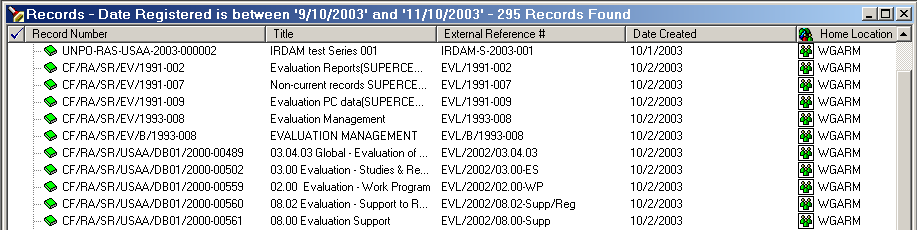 Records - Date Registered is between '9/10/2003' and '11/10/2003' - 295 Records Found
Record Number Title External Reference # Date Created Home Location
UNPO-RAS-USAA-2003-000002 IRDAM test Series 001 IRDAM-S-2003-001 10/1/2003 WGARM
CF/RA/SR/EV/1991-002 Evaluation Reports(SUPERCE... EVL/1991-002 10/2/2003 WGARM
CF/RA/SR/EV/1991-007 Non-current records SUPERCE... EVL/1991-007 10/2/2003 WGARM
CF/RA/SR/EV/1991-009 Evaluation PC data(SUPERCE... EVL/1991-009 10/2/2003 WGARM
CF/RA/SR/EV/1993-008 Evaluation Management EVL/1993-008 10/2/2003 WGARM
CF/RA/SR/EV/B/1993-008 EVALUATION MANAGEMENT EVL/B/1993-008 10/2/2003 WGARM
CF/RA/SR/USAA/DB01/2000-00489 03.04.03 Global - Evaluation of ... EVL/2002/03.04.03 10/2/2003 WGARM
CF/RA/SR/USAA/DB01/2000-00502 03.00 Evaluation - Studies & Re... EVL/2002/03.00-ES 10/2/2003 WGARM
CF/RA/SR/USAA/DB01/2000-00559 02.00 Evaluation - Work Program EVL/2002/02.00-WP 10/2/2003 WGARM
CF/RA/SR/USAA/DB01/2000-00560 08.02 Evaluation - Support to R... EVL/2002/08.02-Supp/Reg 10/2/2003 WGARM
CF/RA/SR/USAA/DB01/2000-00561 08.00 Evaluation Support EVL/2002/08.00-Supp 10/2/2003 WGARM